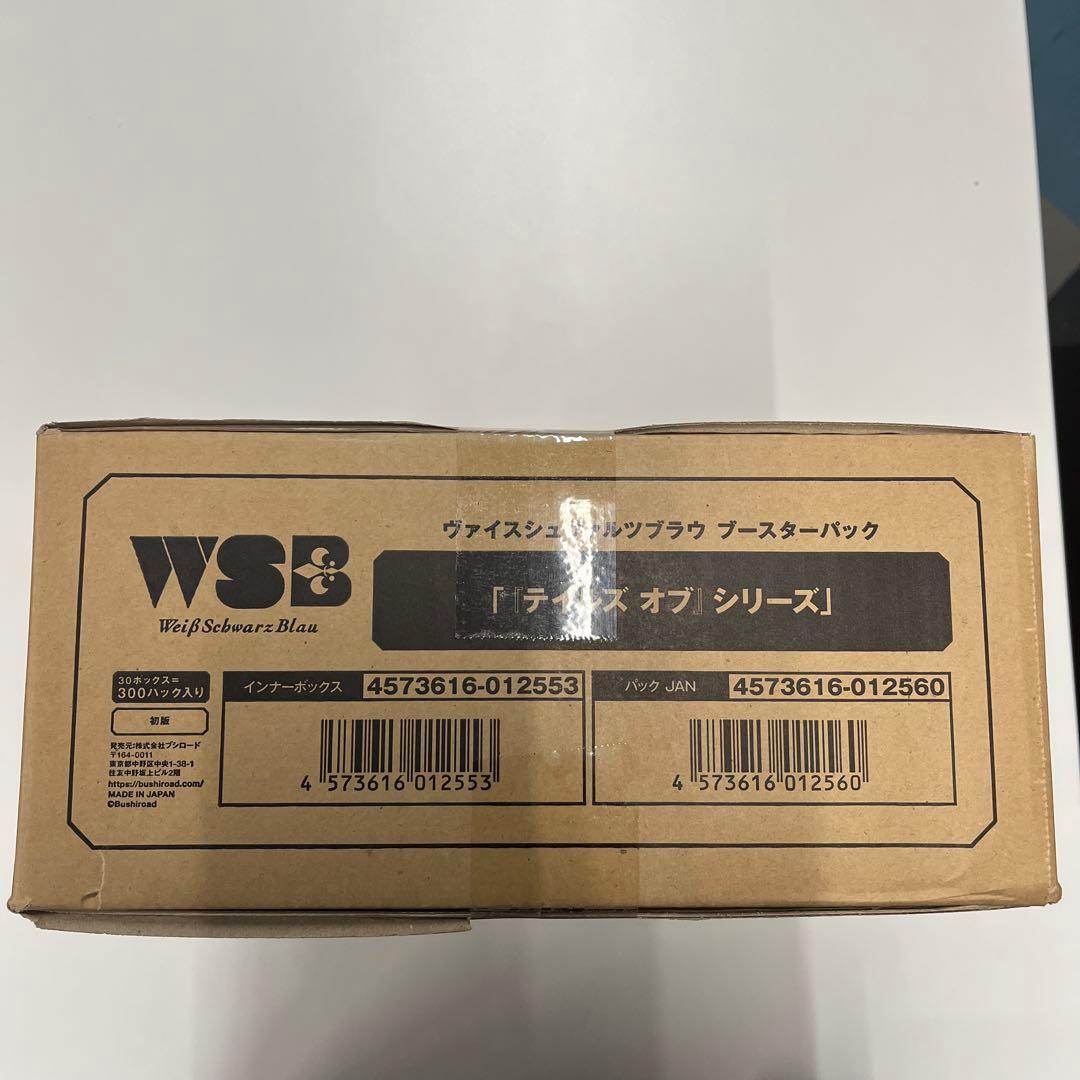 ヴァイスシュヴァルツブラウ ブースターパック
WSB
Weiß Schwarz Blau
「『テイルズ オブ』シリーズ」
30ボックス=
300パック入り
初版
発売元:株式会社ブシロード
〒164-0011
東京都中野区中央1-38-1
住友中野坂上ビル2階
https://bushiroad.com/
MADE IN JAPAN
©Bushiroad
インナーボックス 4573616-012553
4 573616 012553
パック JAN 4573616-012560
4 573616 012560